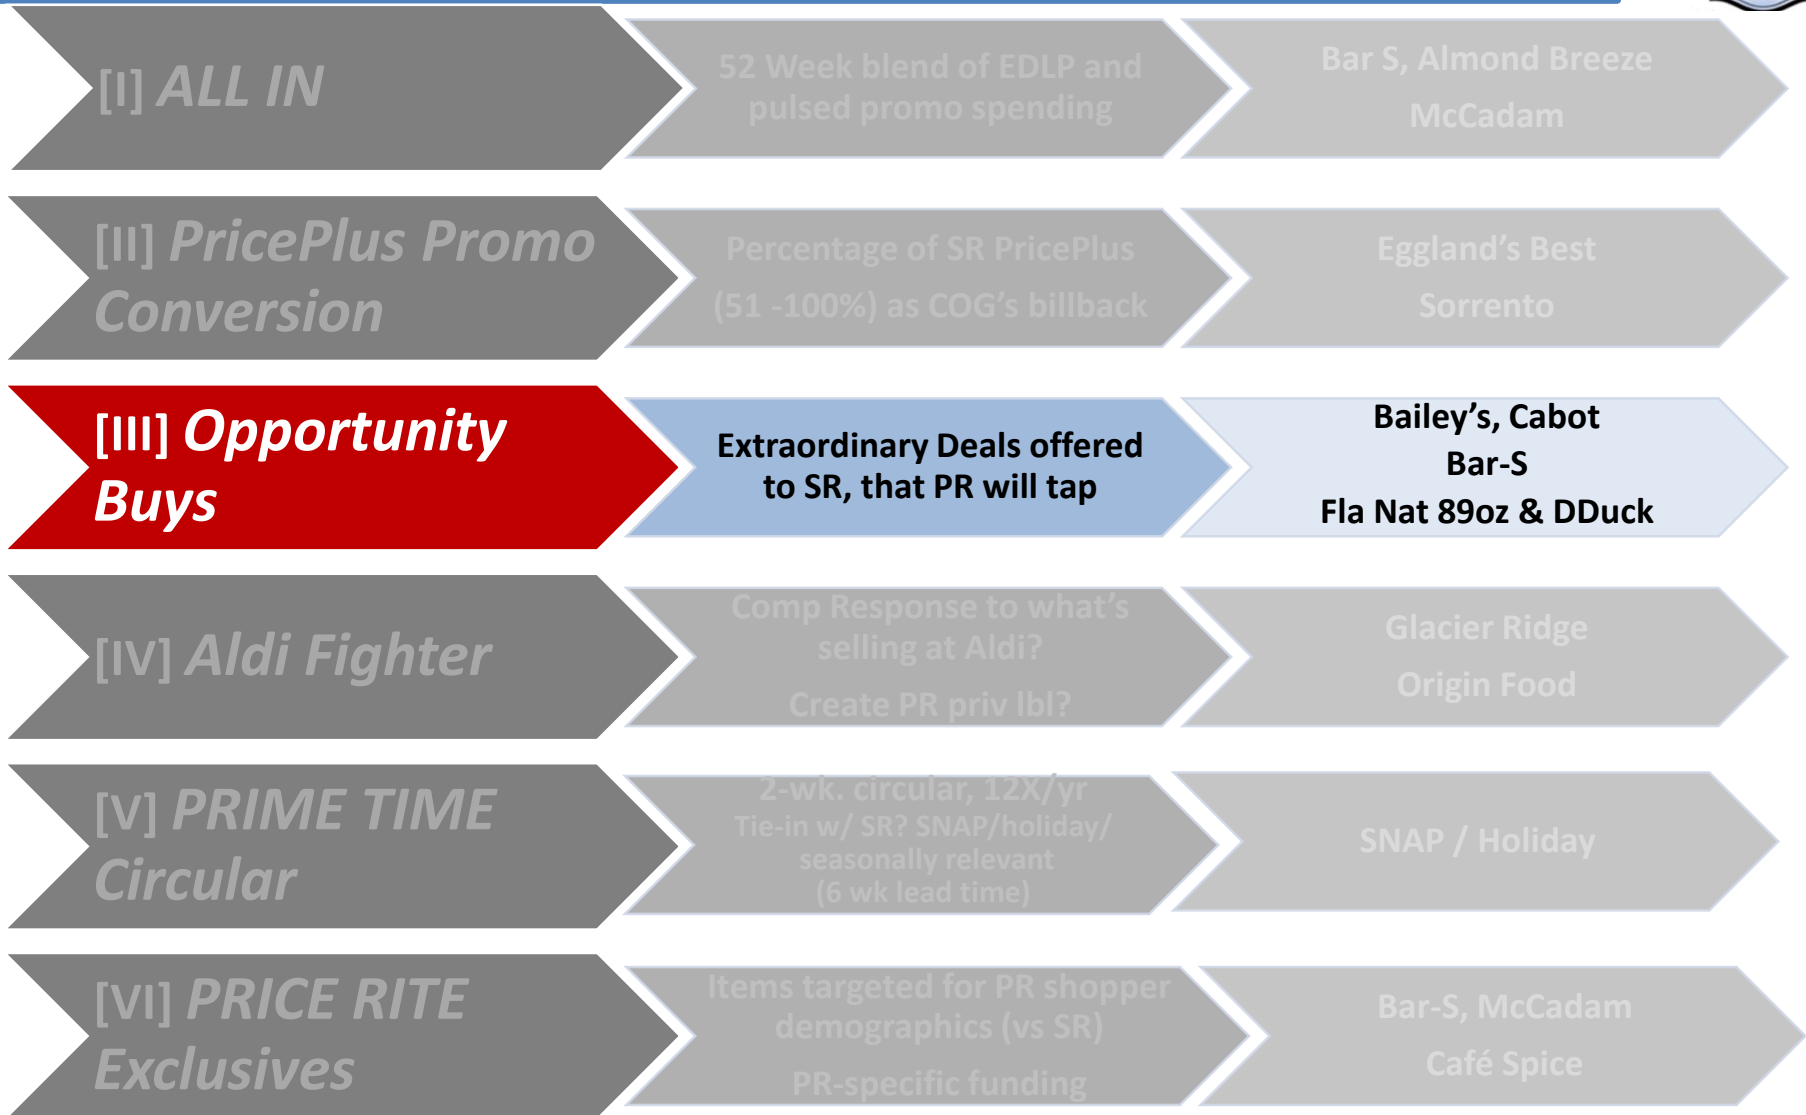 [I] ALL IN
52 Week blend of EDLP and
pulsed promo spending
Bar S, Almond Breeze
McCadam
[II] PricePlus Promo
Conversion
Percentage of SR PricePlus
(51 -100%) as COG’s billback
Eggland’s Best
Sorrento
[III] Opportunity
Buys
Extraordinary Deals offered
to SR, that PR will tap
Bailey’s, Cabot
Bar-S
Fla Nat 89oz & DDuck
[IV] Aldi Fighter
Comp Response to what’s
selling at Aldi?
Create PR priv lbl?
Glacier Ridge
Origin Food
[V] PRIME TIME
Circular
2-wk. circular, 12X/yr
Tie-in w/ SR? SNAP/holiday/
seasonally relevant
(6 wk lead time)
SNAP / Holiday
[VI] PRICE RITE
Exclusives
Items targeted for PR shopper
demographics (vs SR)
PR-specific funding
Bar-S, McCadam
Café Spice